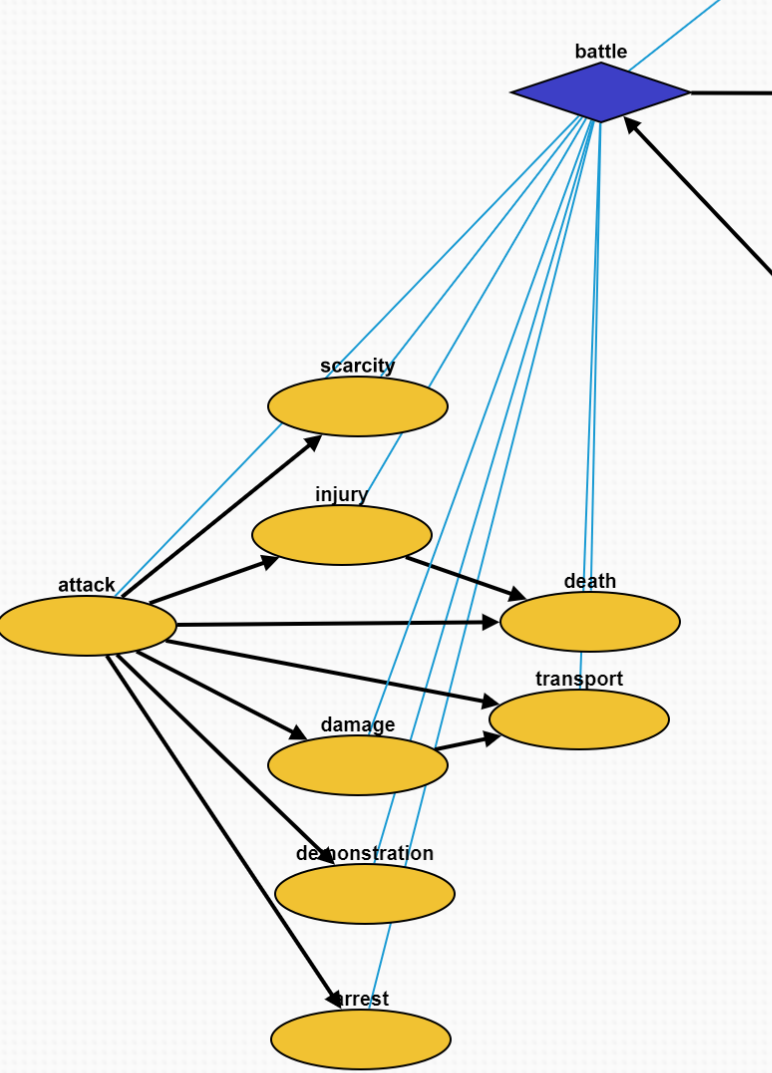 battle
scarcity
injury
attack
death
transport
damage
demonstration
arrest